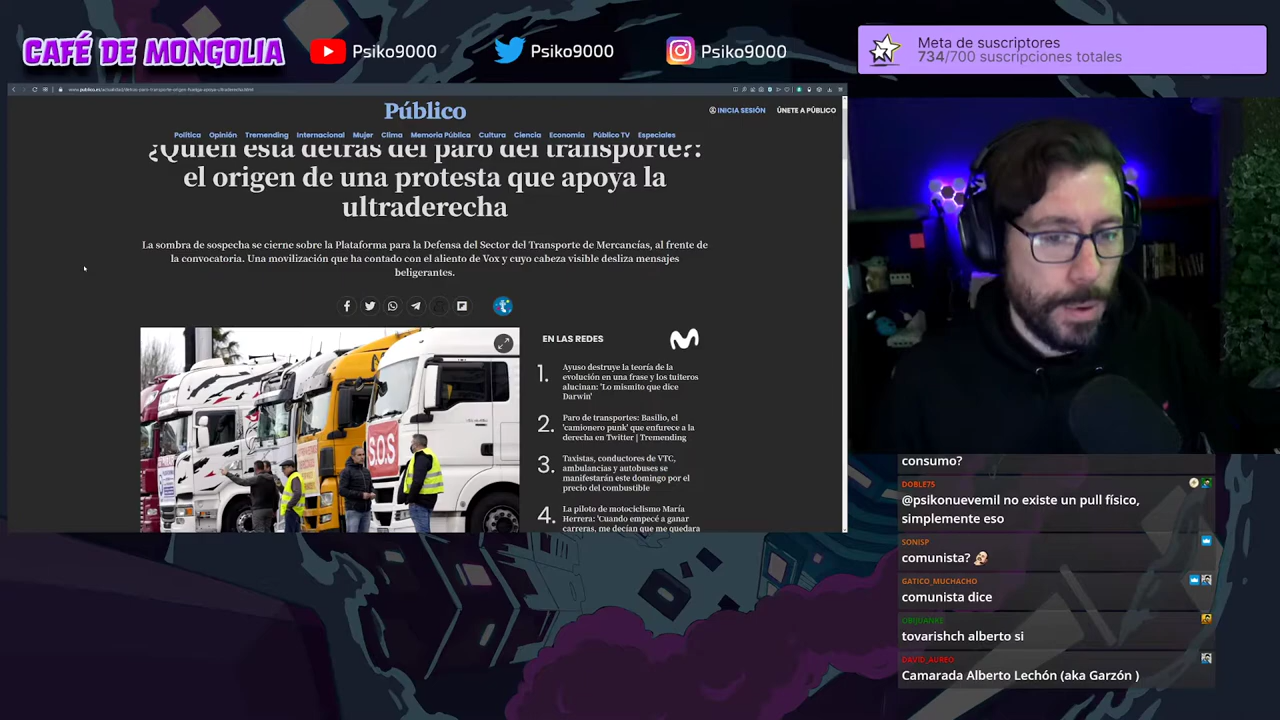 CAFÉ DE MONGOLIA
Psiko9000
Psiko9000
Psiko9000
Meta de suscriptores
734/700 suscripciones totales
Público
INICIA SESIÓN
ÚNETE A PÚBLICO
Política Opinión Tremending Internacional Mujer Clima Memoria Pública Cultura Ciencia Economía Público TV Especiales
¿Quién está detrás del paro del transporte?:
el origen de una protesta que apoya la
ultraderecha
La sombra de sospecha se cierne sobre la Plataforma para la Defensa del Sector del Transporte de Mercancías, al frente de
la convocatoria. Una movilización que ha contado con el aliento de Vox y cuyo cabeza visible desliza mensajes
beligerantes.
S.O.S
EN LAS REDES
1. Ayuso destruye la teoría de la
evolución en una frase y los tuiteros
alucinan: 'Lo mismito que dice
Darwin'
2. Paro de transportes: Basilio, el
'camionero punk' que enfurece a la
derecha en Twitter | Tremending
3. Taxistas, conductores de VTC,
ambulancias y autobuses se
manifestarán este domingo por el
precio del combustible
4. La piloto de motociclismo María
Herrera: 'Cuando empecé a ganar
carreras, me decían que me quedara
consumo?
DOBLE75
@psikonuevemil no existe un pull físico,
simplemente eso
SONISP
comunista?
GATICO_MUCHACHO
comunista dice
tovarishch alberto si
DAVID_AUREO
Camarada Alberto Lechón (aka Garzón )